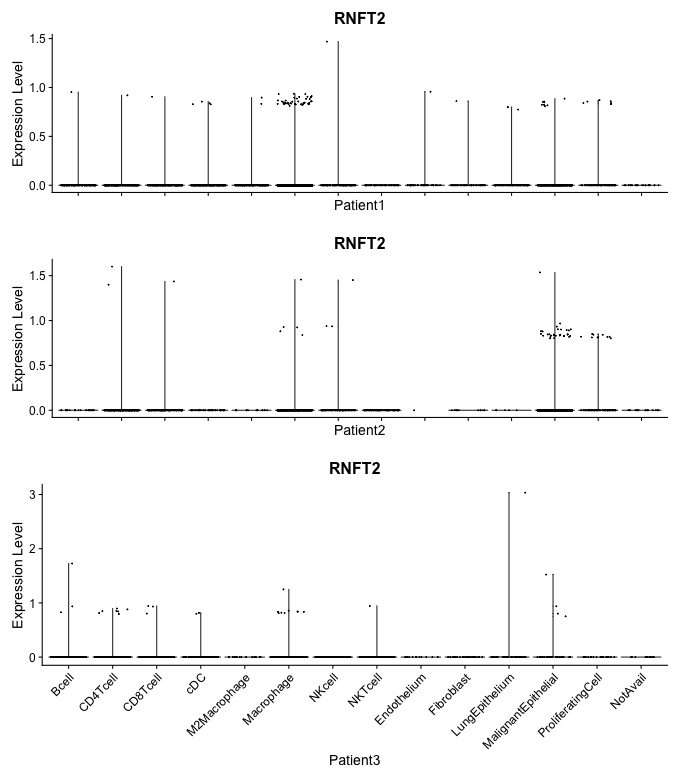 RNFT2
Expression Level
1.5
1.0
0.5
0.0
Patient1
RNFT2
Expression Level
1.5
1.0
0.5
0.0
Patient2
RNFT2
Expression Level
3
2
1
0
Bcell
CD4Tcell
CD8Tcell
cDC
M2Macrophage
Macrophage
NKcell
NKTcell
Endothelium
Fibroblast
LungEpithelium
MalignantEpithelial
ProliferatingCell
NotAvail
Patient3